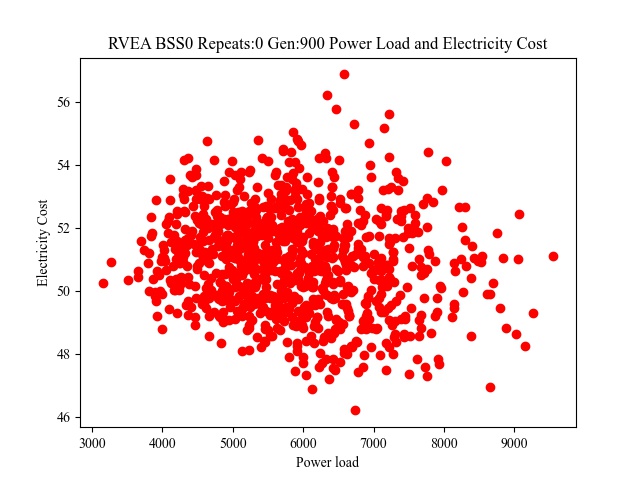 RVEA BSS0 Repeats:0 Gen:900 Power Load and Electricity Cost
Electricity Cost
56
54
52
50
48
46
3000 4000 5000 6000 7000 8000 9000
Power load